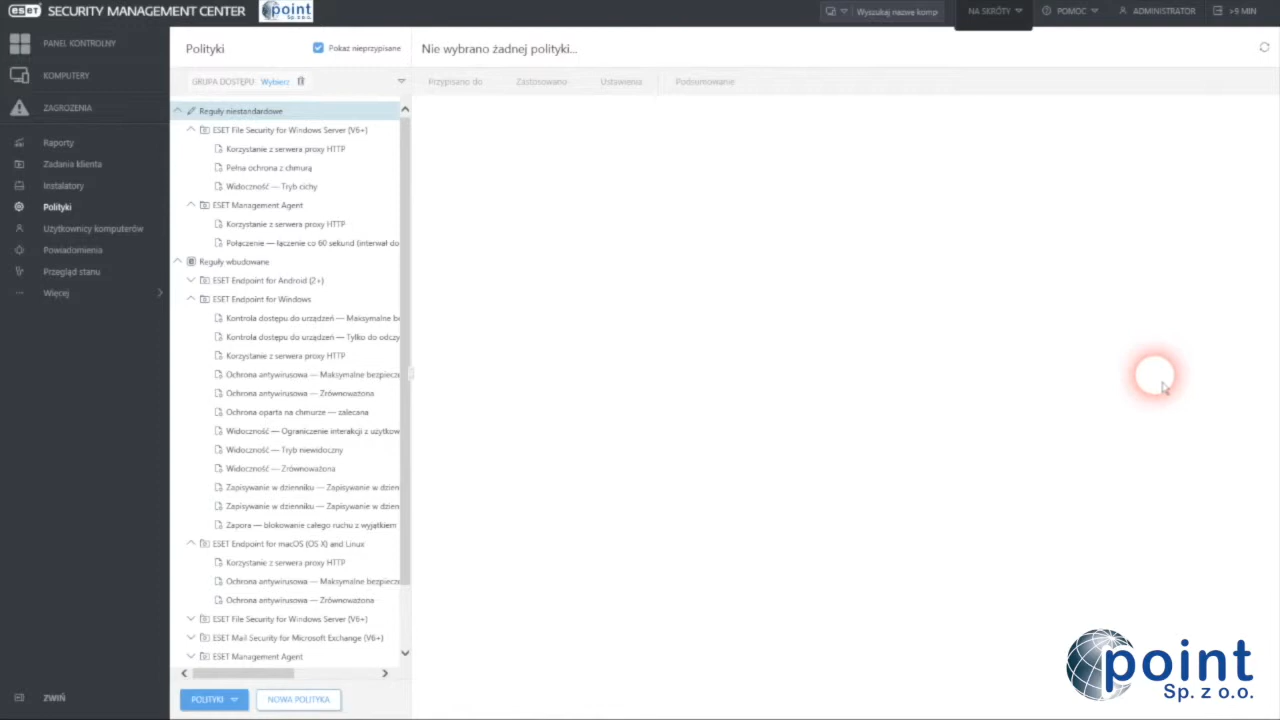 eset SECURITY MANAGEMENT CENTER
point
Sp. z o.o.
Wyszukaj nazwę komp
NA SKRÓTY
POMOC
ADMINISTRATOR
>9 MIN
PANEL KONTROLNY
KOMPUTERY
ZAGROŻENIA
Raporty
Zadania klienta
Instalatory
Polityki
Użytkownicy komputerów
Powiadomienia
Przegląd stanu
Więcej
ZWIŃ
Polityki
Pokaż nieprzypisane
GRUPA DOSTĘPU Wybierz
Reguły niestandardowe
ESET File Security for Windows Server (V6+)
Korzystanie z serwera proxy HTTP
Pełna ochrona z chmurą
Widoczność — Tryb cichy
ESET Management Agent
Korzystanie z serwera proxy HTTP
Połączenie — łączenie co 60 sekund (interwał do
Reguły wbudowane
ESET Endpoint for Android (2+)
ESET Endpoint for Windows
Kontrola dostępu do urządzeń — Maksymalne be
Kontrola dostępu do urządzeń — Tylko do odczy
Korzystanie z serwera proxy HTTP
Ochrona antywirusowa — Maksymalne bezpiecze
Ochrona antywirusowa — Zrównoważona
Ochrona oparta na chmurze — zalecana
Widoczność — Ograniczenie interakcji z użytkow
Widoczność — Tryb niewidoczny
Widoczność — Zrównoważona
Zapisywanie w dzienniku — Zapisywanie w dzien
Zapisywanie w dzienniku — Zapisywanie w dzien
Zapora — blokowanie całego ruchu z wyjątkiem
ESET Endpoint for macOS (OS X) and Linux
Korzystanie z serwera proxy HTTP
Ochrona antywirusowa — Maksymalne bezpiecze
Ochrona antywirusowa — Zrównoważona
ESET File Security for Windows Server (V6+)
ESET Mail Security for Microsoft Exchange (V6+)
ESET Management Agent
POLITYKI
NOWA POLITYKA
Nie wybrano żadnej polityki...
Przypisano do
Zastosowano
Ustawienia
Podsumowanie
point
Sp. z o.o.